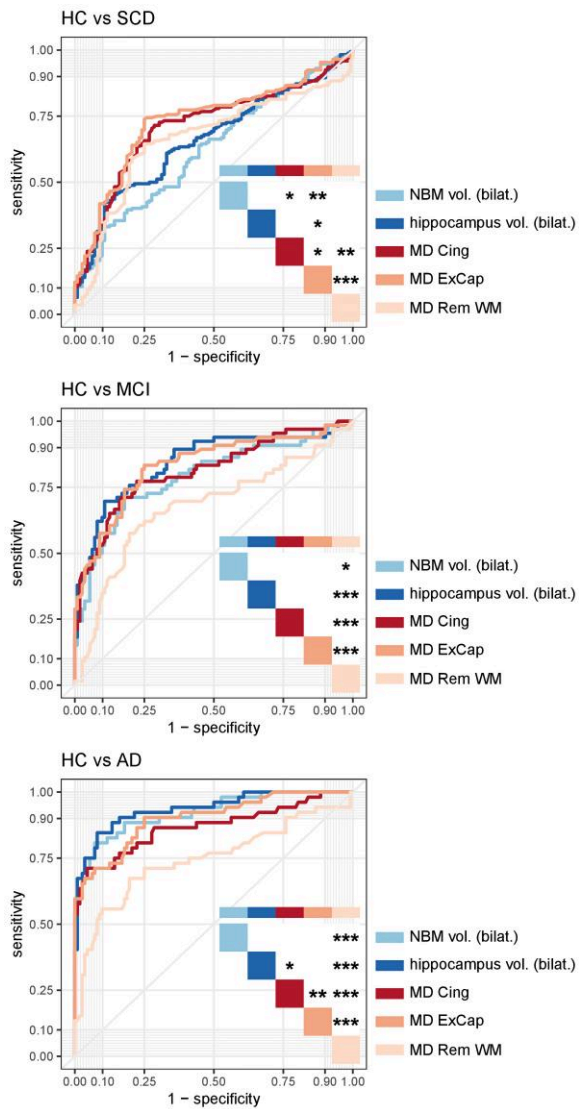 HC vs SCD
sensitivity
1.00
0.90
0.75
0.50
0.25
0.10
0.00
* **
*
* **
***
NBM vol. (bilat.)
hippocampus vol. (bilat.)
MD Cing
MD ExCap
MD Rem WM
0.00 0.10 0.25 0.50 0.75 0.90 1.00
1 − specificity
HC vs MCI
sensitivity
1.00
0.90
0.75
0.50
0.25
0.10
0.00
*
***
***
***
NBM vol. (bilat.)
hippocampus vol. (bilat.)
MD Cing
MD ExCap
MD Rem WM
0.00 0.10 0.25 0.50 0.75 0.90 1.00
1 − specificity
HC vs AD
sensitivity
1.00
0.90
0.75
0.50
0.25
0.10
0.00
***
* ***
** ***
***
NBM vol. (bilat.)
hippocampus vol. (bilat.)
MD Cing
MD ExCap
MD Rem WM
0.00 0.10 0.25 0.50 0.75 0.90 1.00
1 − specificity